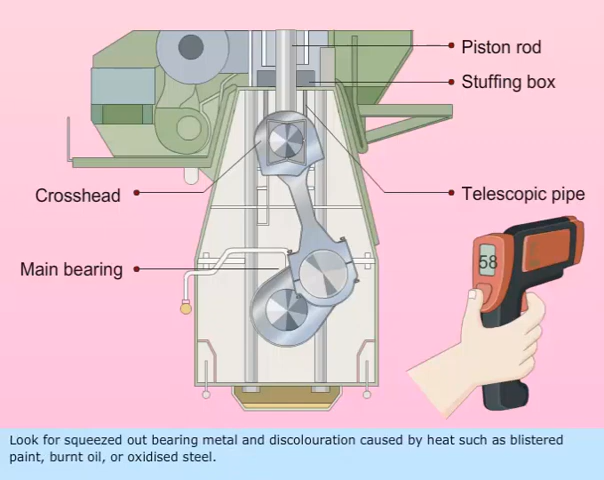 Piston rod
Stuffing box
Crosshead
Telescopic pipe
58
Main bearing
Look for squeezed out bearing metal and discolouration caused by heat such as blistered
paint, burnt oil, or oxidised steel.